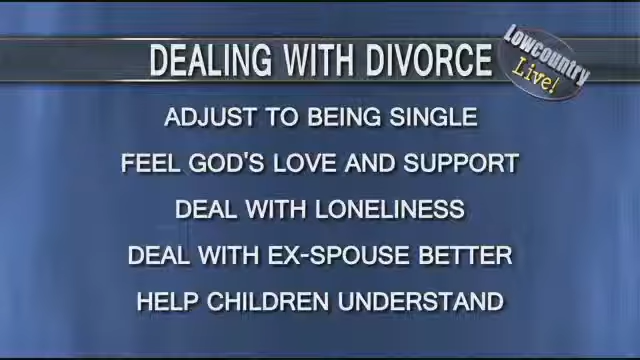 DEALING WITH DIVORCE
Lowcountry
Live!
ADJUST TO BEING SINGLE
FEEL GOD'S LOVE AND SUPPORT
DEAL WITH LONELINESS
DEAL WITH EX-SPOUSE BETTER
HELP CHILDREN UNDERSTAND